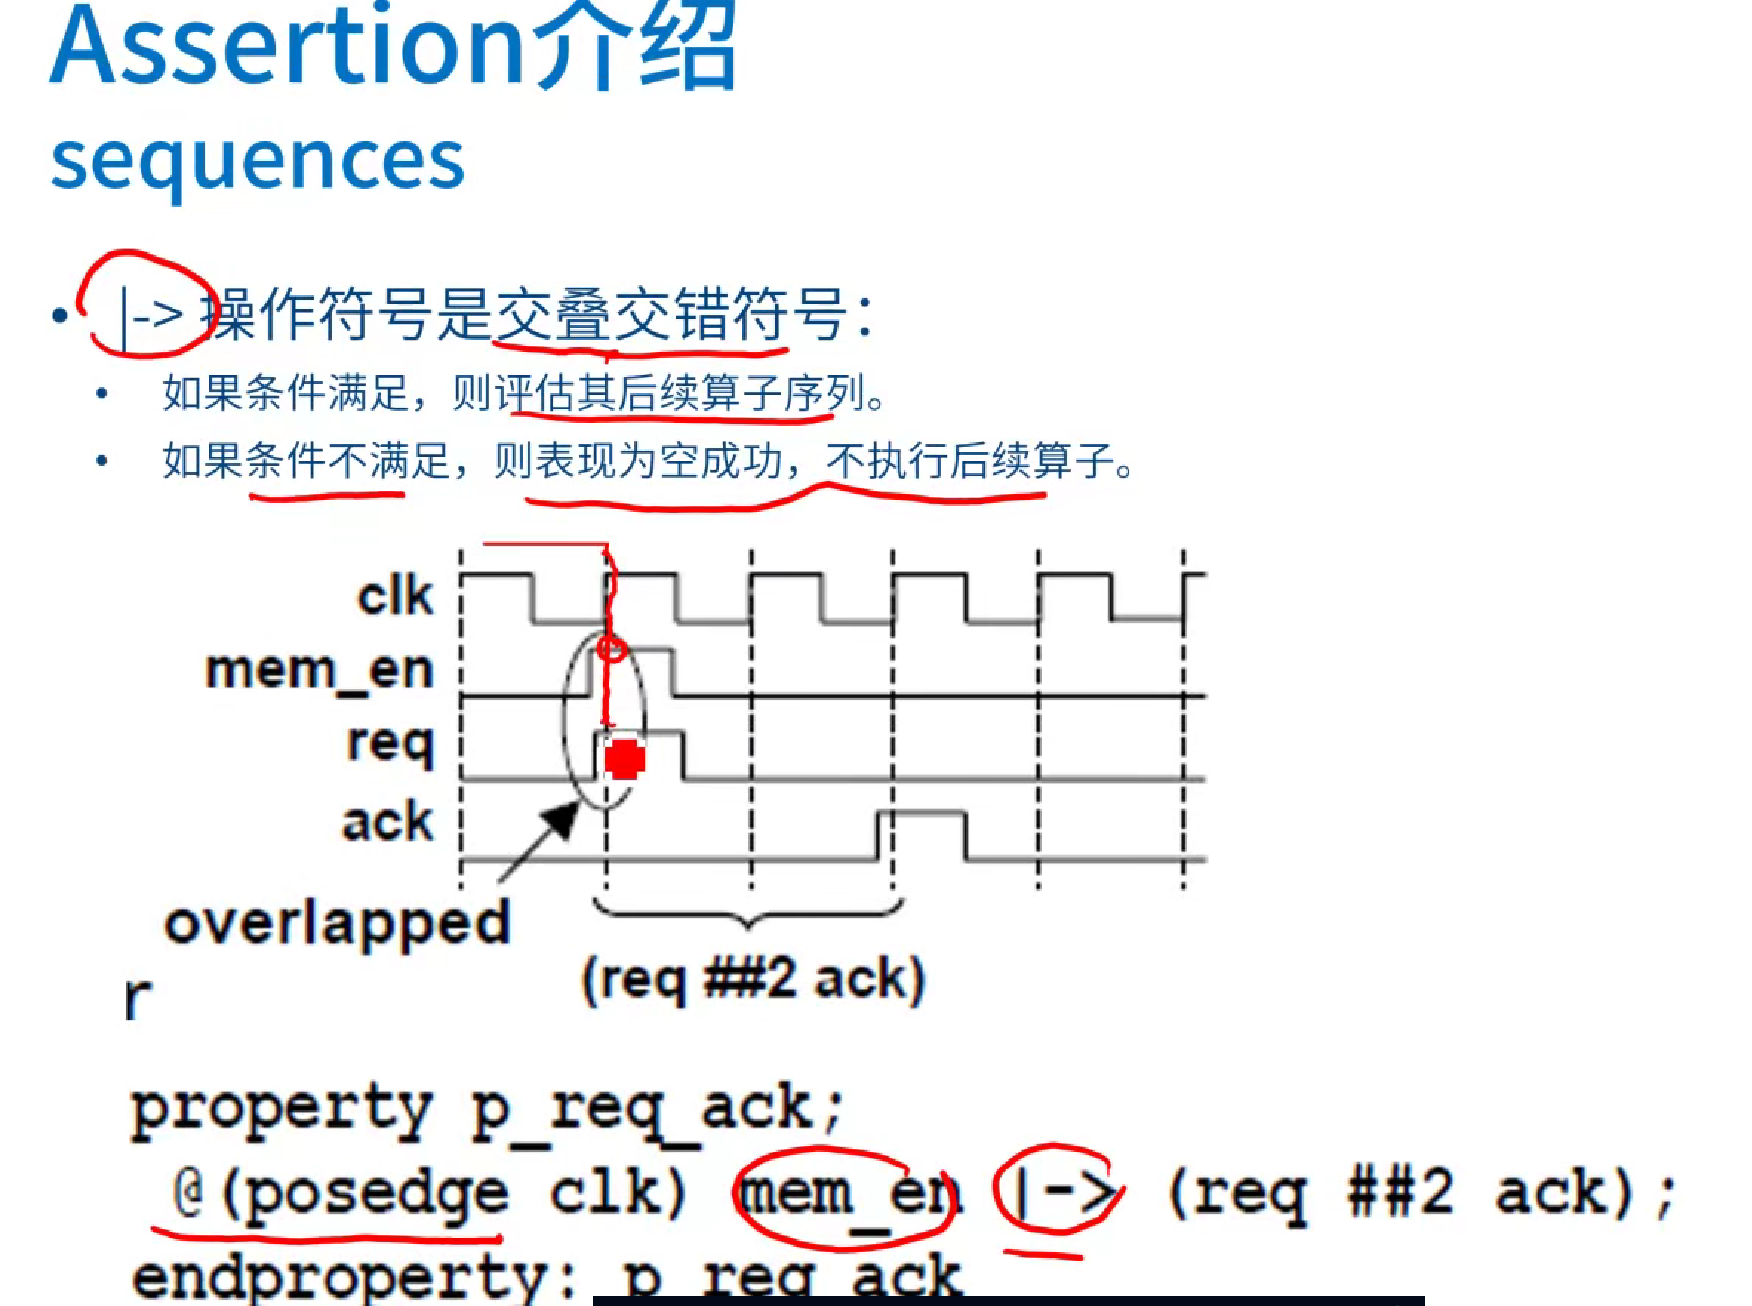 Assertion介绍
sequences
• |-> 操作符号是交叠交错符号：
• 如果条件满足，则评估其后续算子序列。
• 如果条件不满足，则表现为空成功，不执行后续算子。
clk
mem_en
req
ack
overlapped
(req ##2 ack)
r
property p_req_ack;
@(posedge clk) mem_en |-> (req ##2 ack);
endproperty: p_req_ack